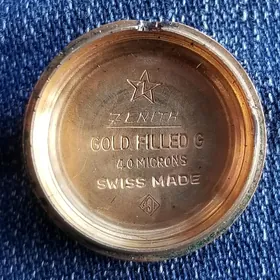 ZENITH
GOLD FILLED G
40 MICRONS
SWISS MADE